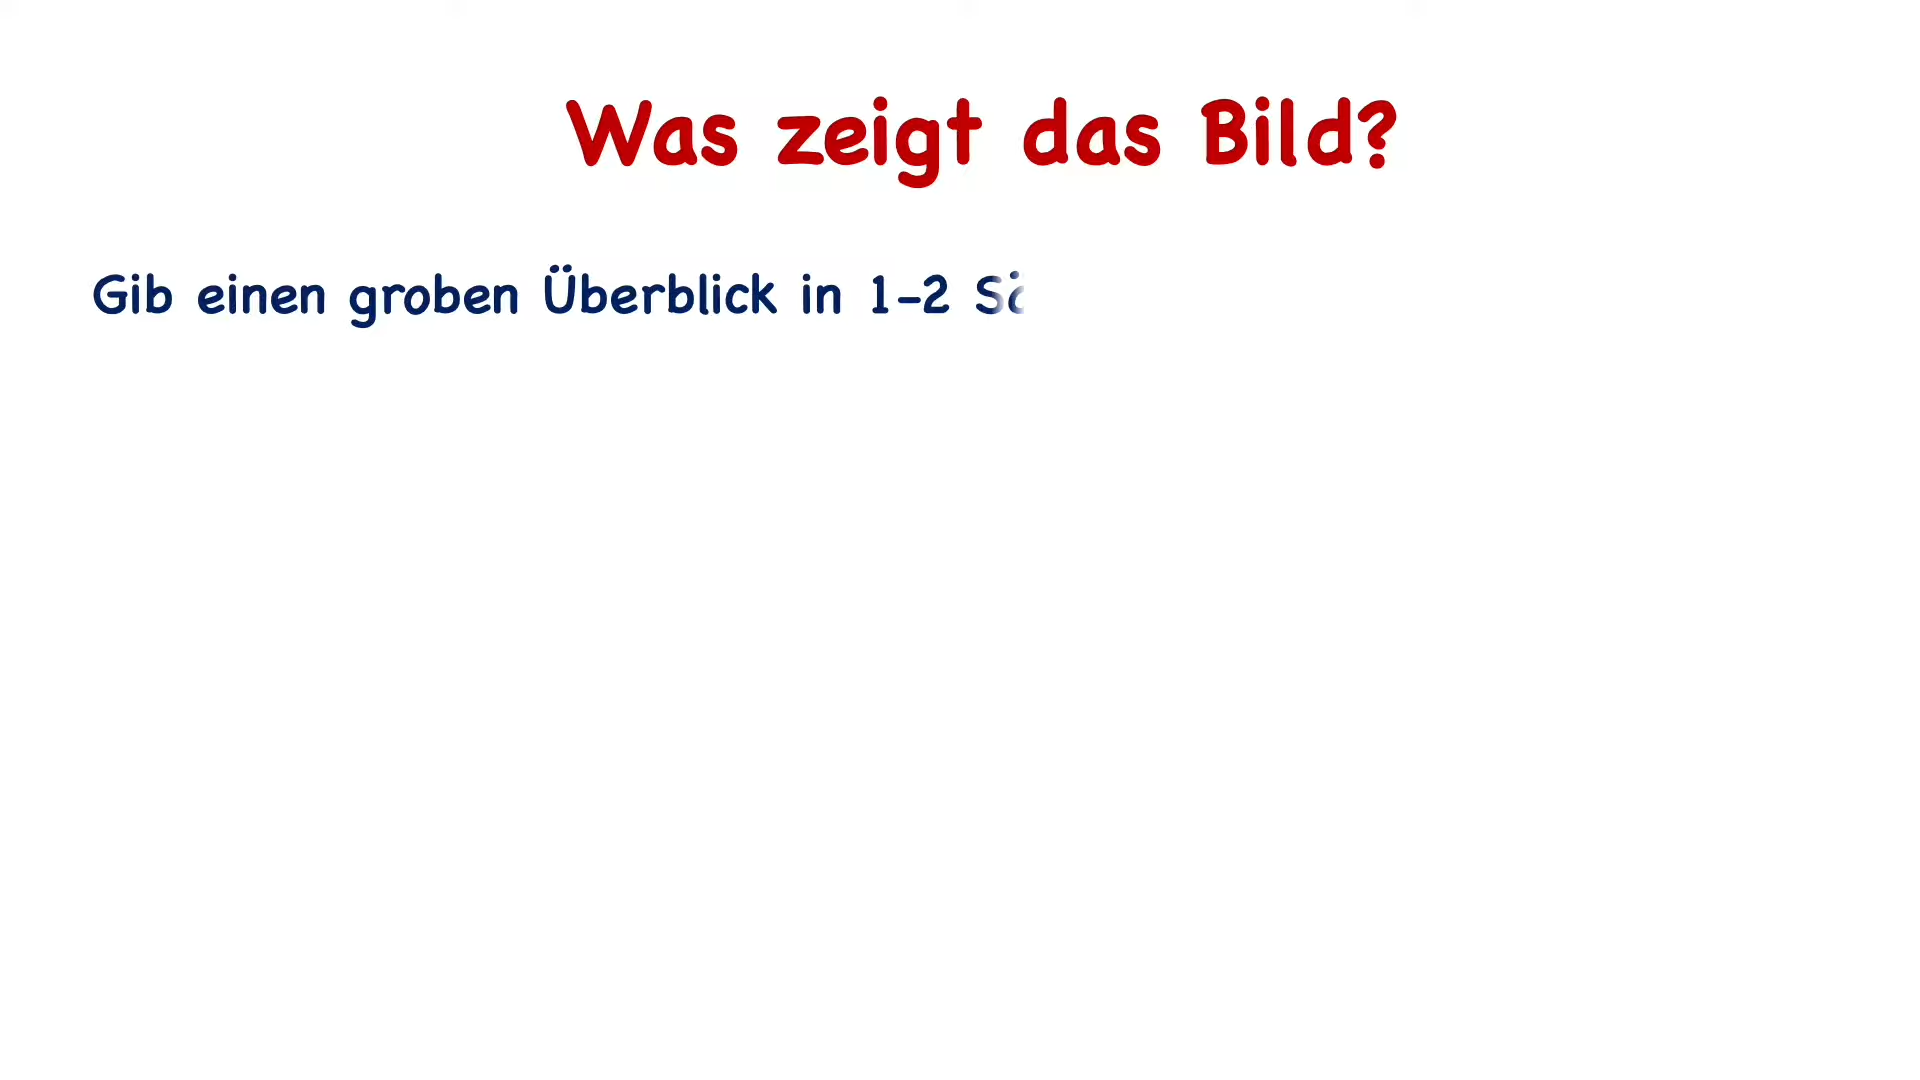 Was zeigt das Bild?
Gib einen groben Überblick in 1-2